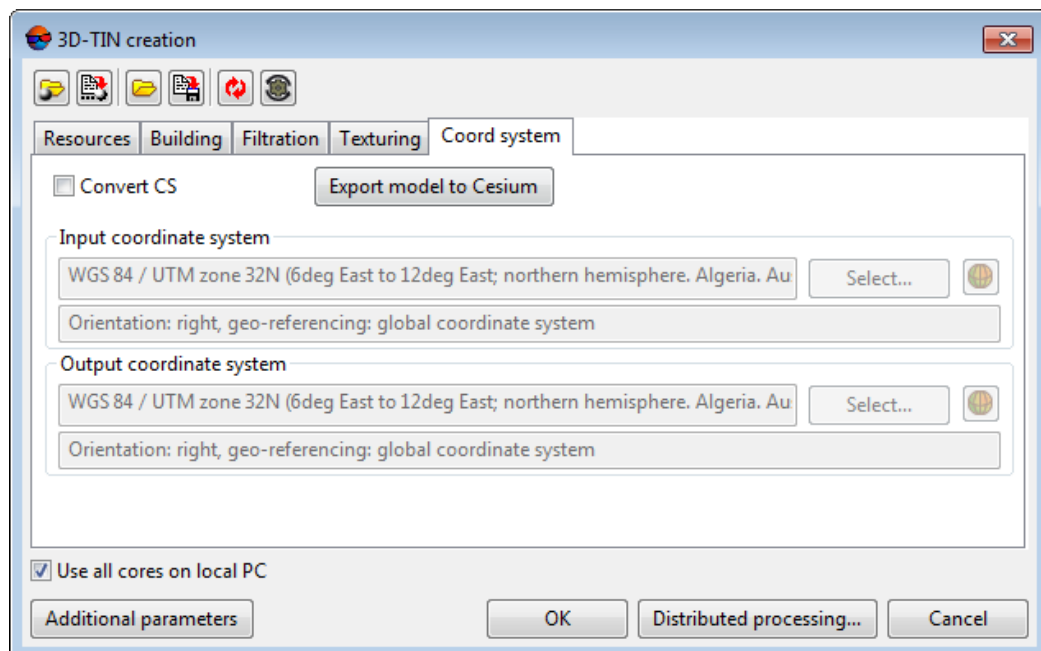 3D-TIN creation
Resources Building Filtration Texturing Coord system
Convert CS Export model to Cesium
Input coordinate system
WGS 84 / UTM zone 32N (6deg East to 12deg East; northern hemisphere. Algeria. Au Select...
Orientation: right, geo-referencing: global coordinate system
Output coordinate system
WGS 84 / UTM zone 32N (6deg East to 12deg East; northern hemisphere. Algeria. Au Select...
Orientation: right, geo-referencing: global coordinate system
Use all cores on local PC
Additional parameters OK Distributed processing... Cancel